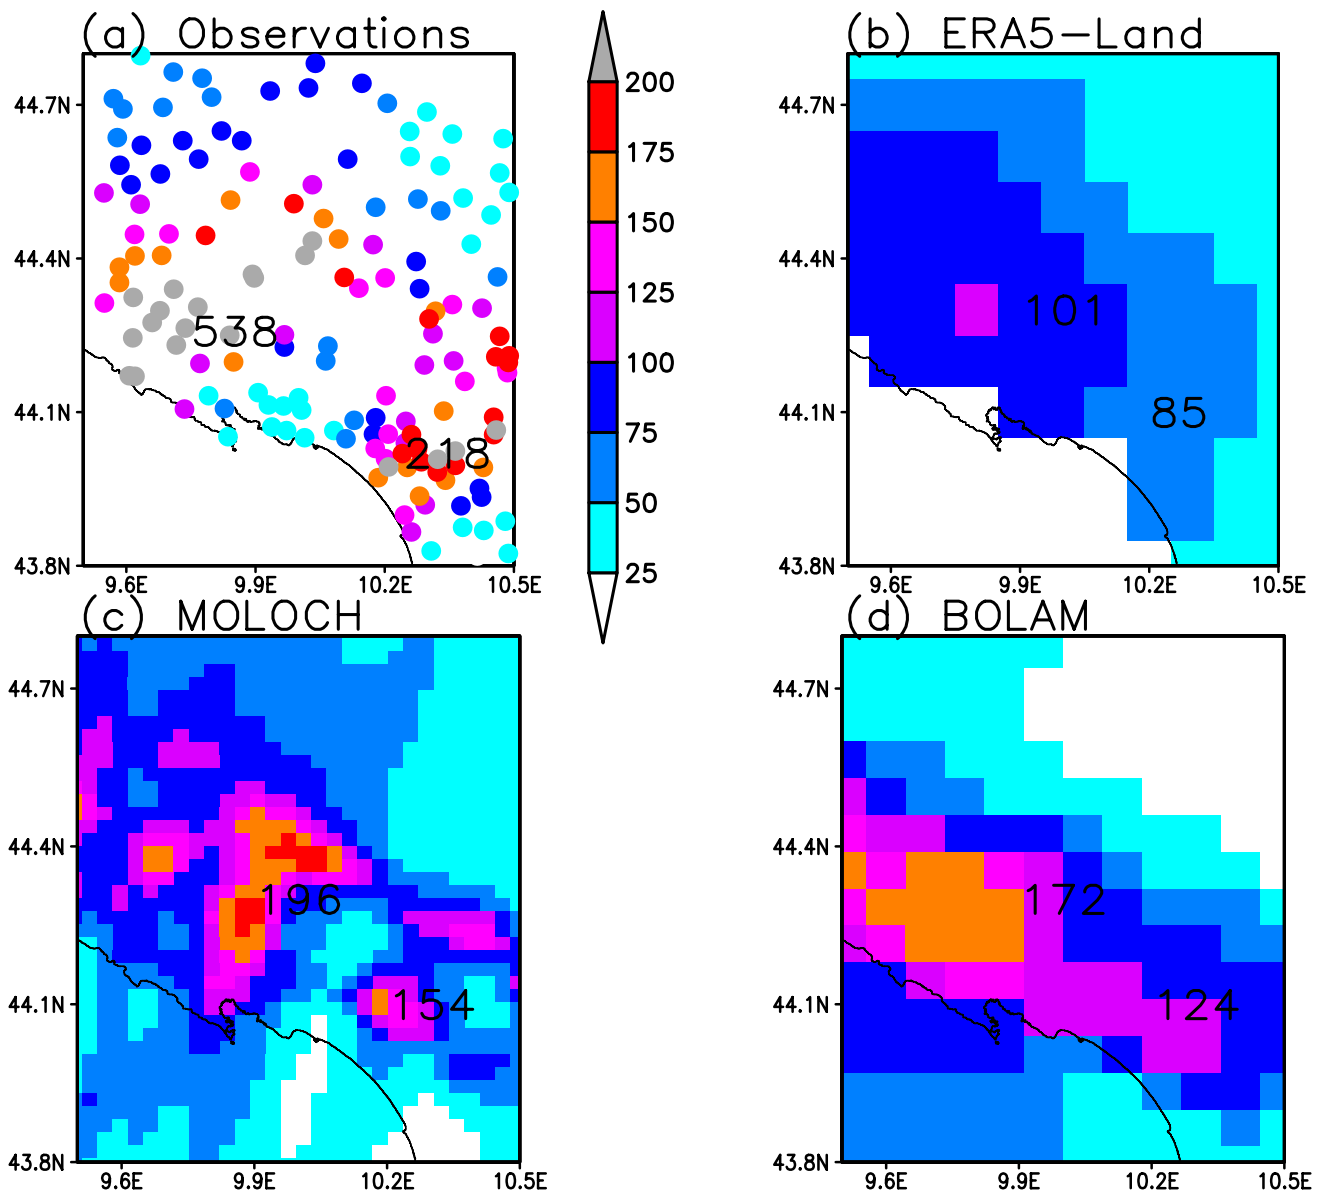 (a) Observations
44.7N
44.4N
44.1N
43.8N
9.6E 9.9E 10.2E 10.5E
538
218
200
175
150
125
100
75
50
25
(b) ERA5-Land
44.7N
44.4N
44.1N
43.8N
9.6E 9.9E 10.2E 10.5E
101
85
(c) MOLOCH
44.7N
44.4N
44.1N
43.8N
9.6E 9.9E 10.2E 10.5E
196
154
(d) BOLAM
44.7N
44.4N
44.1N
43.8N
9.6E 9.9E 10.2E 10.5E
172
124